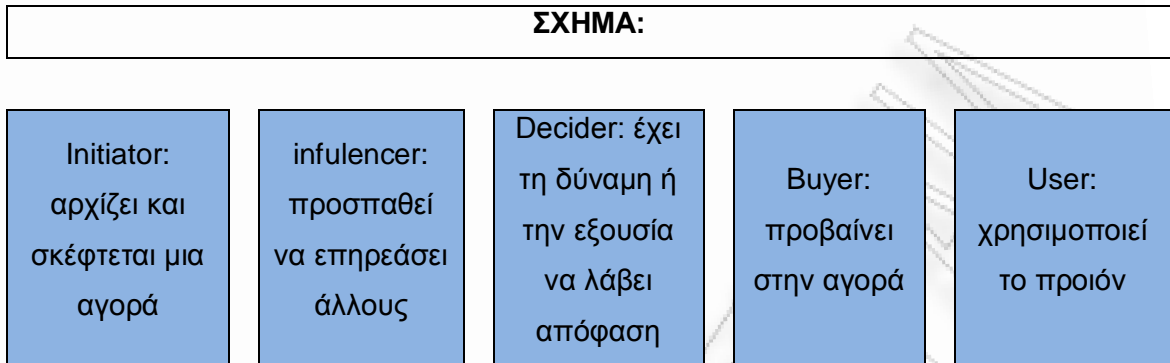 ΣΧΗΜΑ:
Initiator:
αρχίζει και
σκέφτεται μια
αγορά
infulencer:
προσπαθεί
να επηρεάσει
άλλους
Decider: έχει
τη δύναμη ή
την εξουσία
να λάβει
απόφαση
Buyer:
προβαίνει
στην αγορά
User:
χρησιμοποιεί
το προιόν